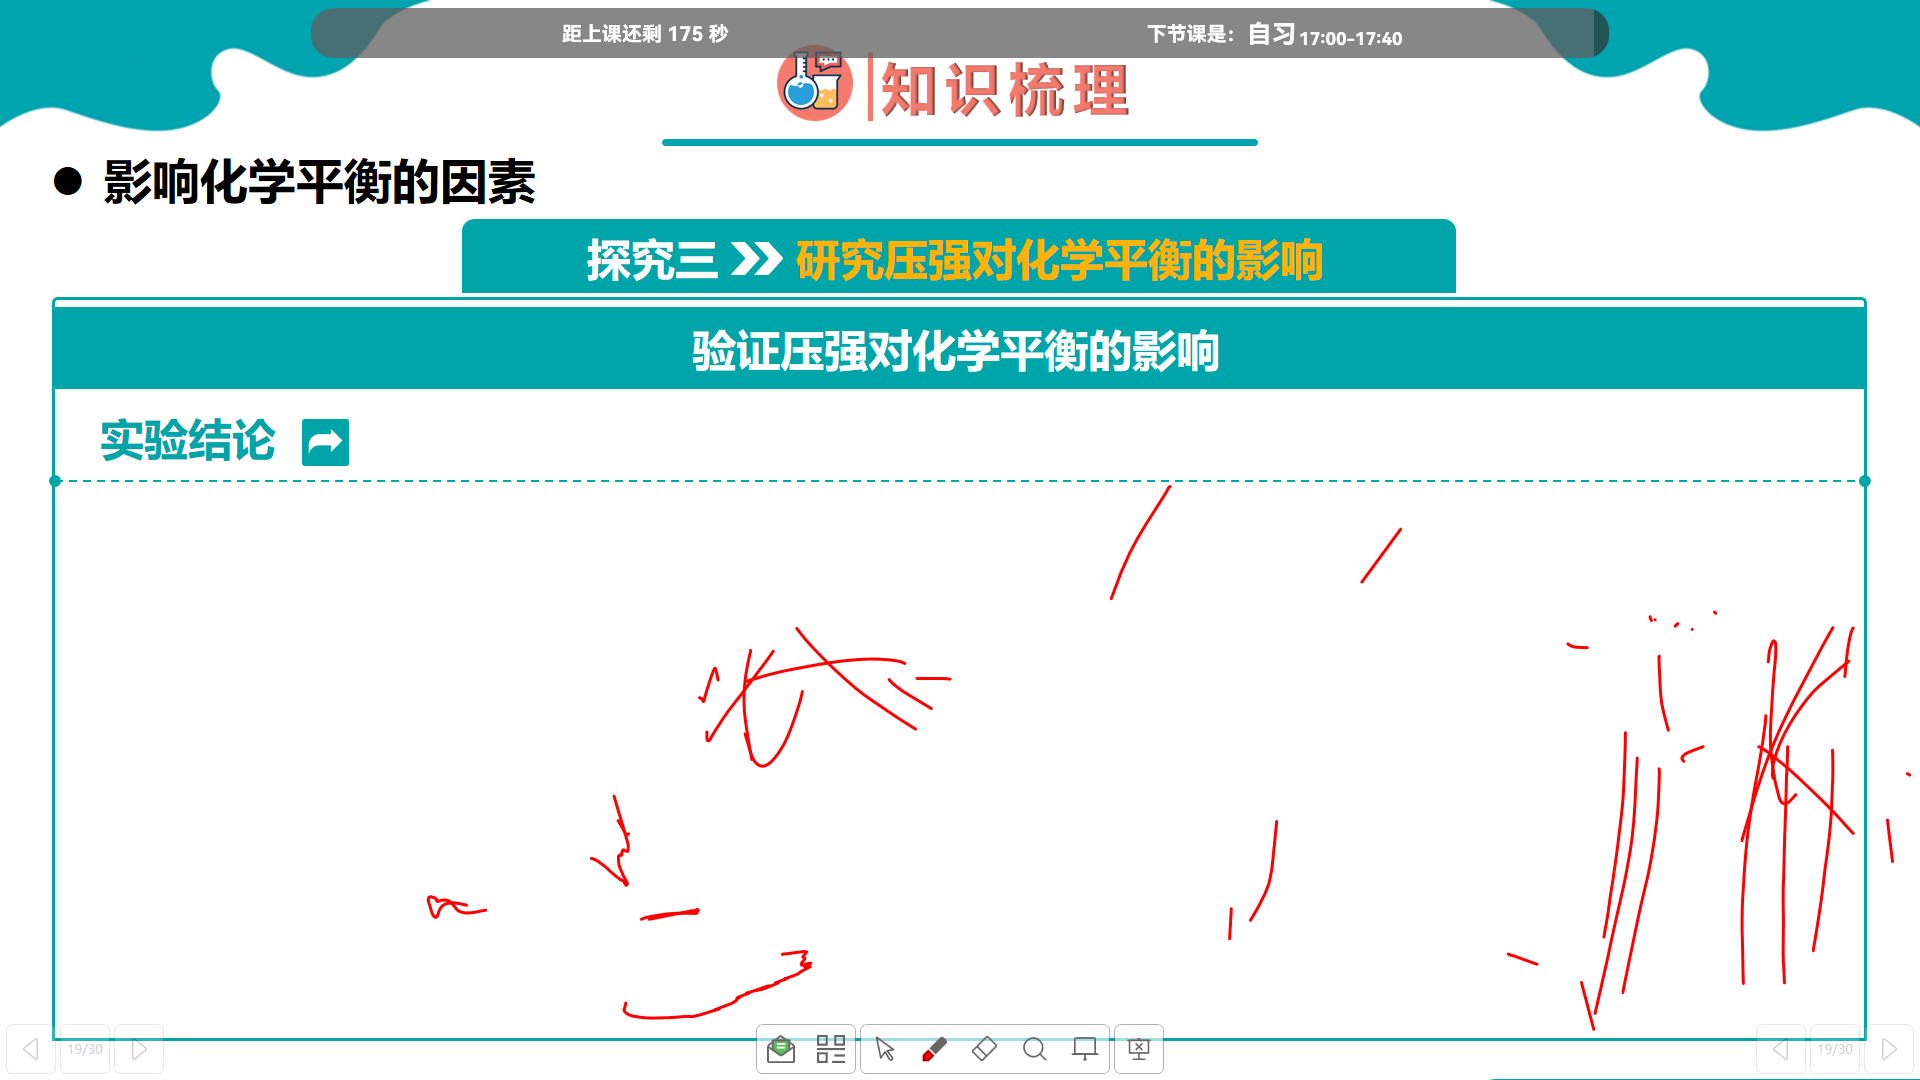 距上课还剩 175 秒
下节课是：自习 17:00-17:40
知识梳理
影响化学平衡的因素
探究三 研究压强对化学平衡的影响
验证压强对化学平衡的影响
实验结论
19/30
19/30